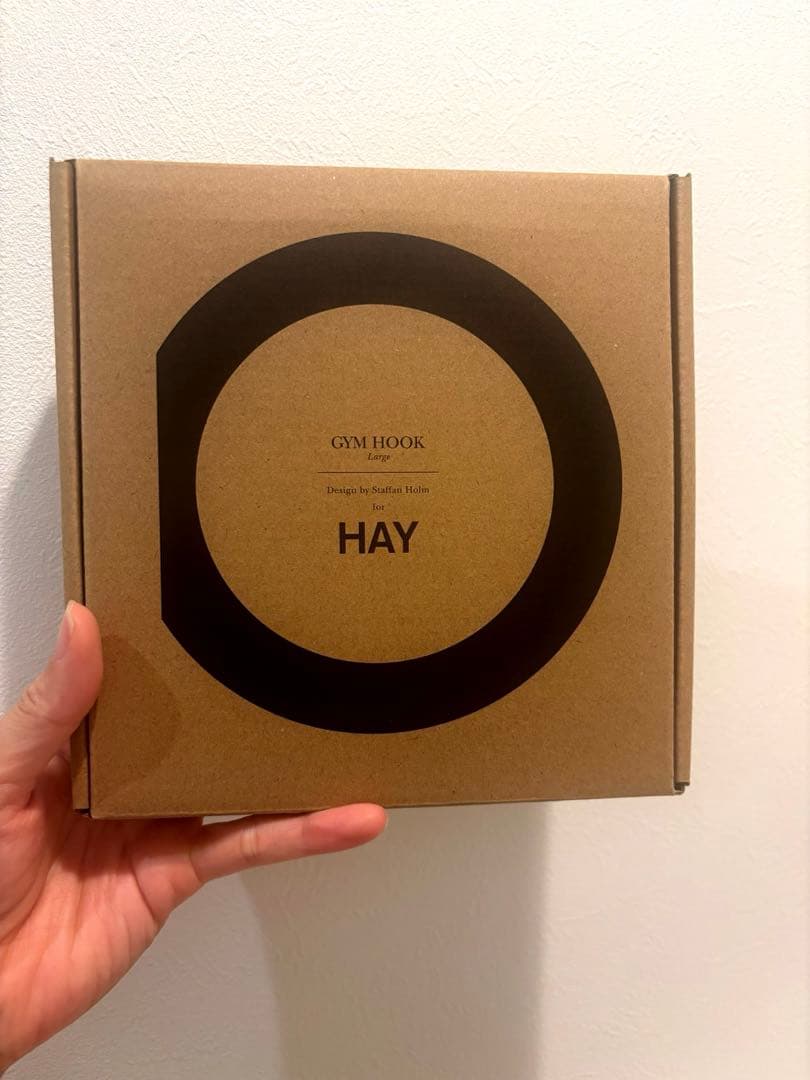 GYM HOOK
Large
Design by Staffan Holm
for
HAY